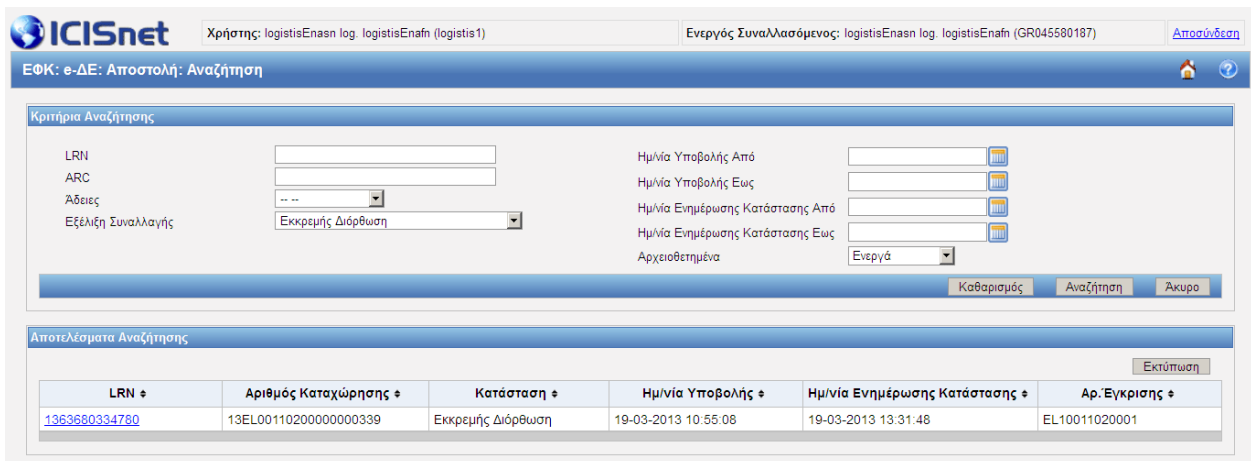 ICISnet Χρήστης: logistisEnasn log. logistisEnafn (logistis1) Ενεργός Συναλλασόμενος: logistisEnasn log. logistisEnafn (GR045580187) Αποσύνδεση
ΕΦΚ: e-ΔΕ: Αποστολή: Αναζήτηση
Κριτήρια Αναζήτησης
LRN Ημ/νία Υποβολής Από
ARC Ημ/νία Υποβολής Εως
Άδειες -- -- Ημ/νία Ενημέρωσης Κατάστασης Από
Εξέλιξη Συναλλαγής Εκκρεμής Διόρθωση Ημ/νία Ενημέρωσης Κατάστασης Εως
Αρχειοθετημένα Ενεργά
Καθαρισμός Αναζήτηση Άκυρο
Αποτελέσματα Αναζήτησης
Εκτύπωση
LRN Αριθμός Καταχώρησης Κατάσταση Ημ/νία Υποβολής Ημ/νία Ενημέρωσης Κατάστασης Αρ.Έγκρισης
1363680334780 13EL00110200000000339 Εκκρεμής Διόρθωση 19-03-2013 10:55:08 19-03-2013 13:31:48 EL10011020001